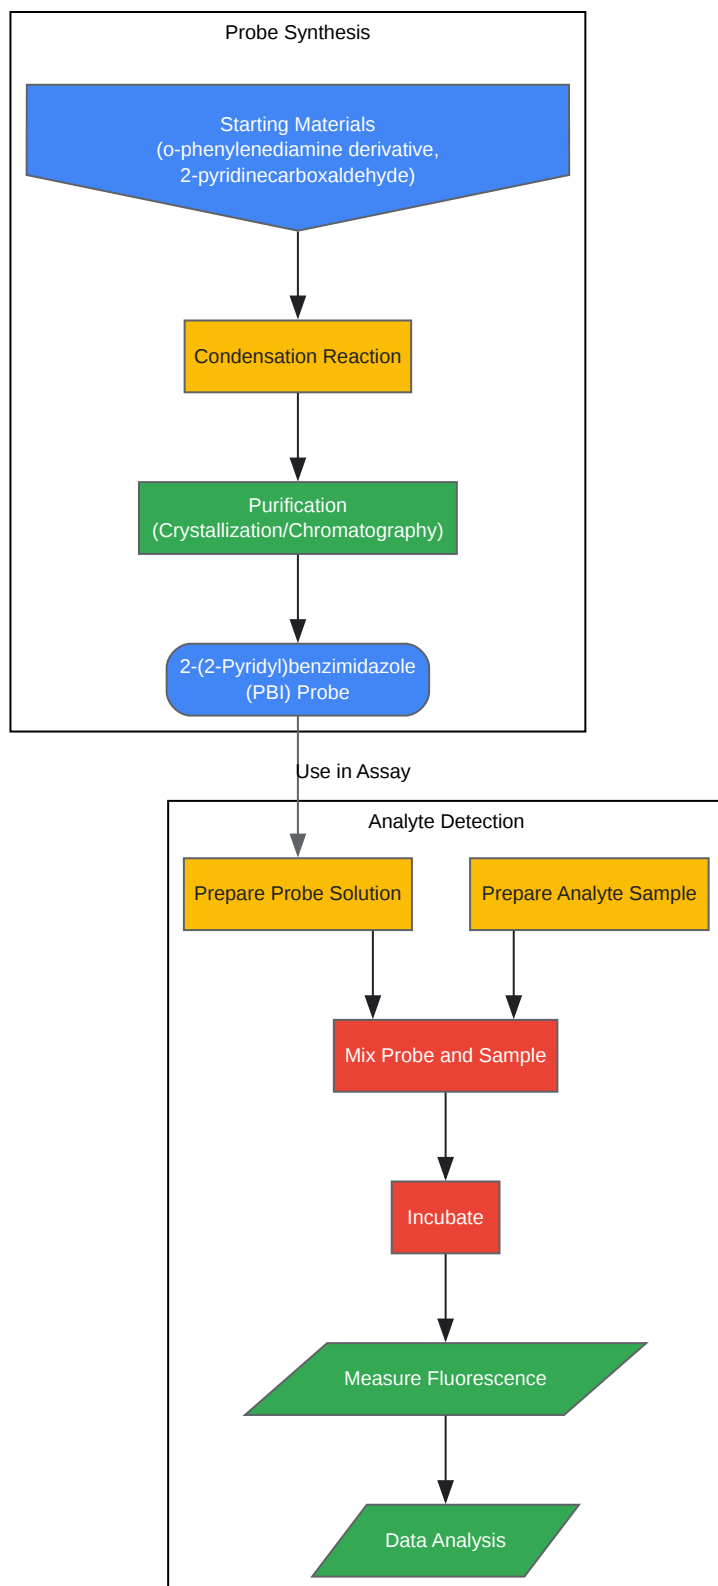 Probe Synthesis
Starting Materials
(o-phenylenediamine derivative,
2-pyridinecarboxaldehyde)
Condensation Reaction
Purification
(Crystallization/Chromatography)
2-(2-Pyridyl)benzimidazole
(PBI) Probe
Use in Assay
Analyte Detection
Prepare Probe Solution
Prepare Analyte Sample
Mix Probe and Sample
Incubate
Measure Fluorescence
Data Analysis